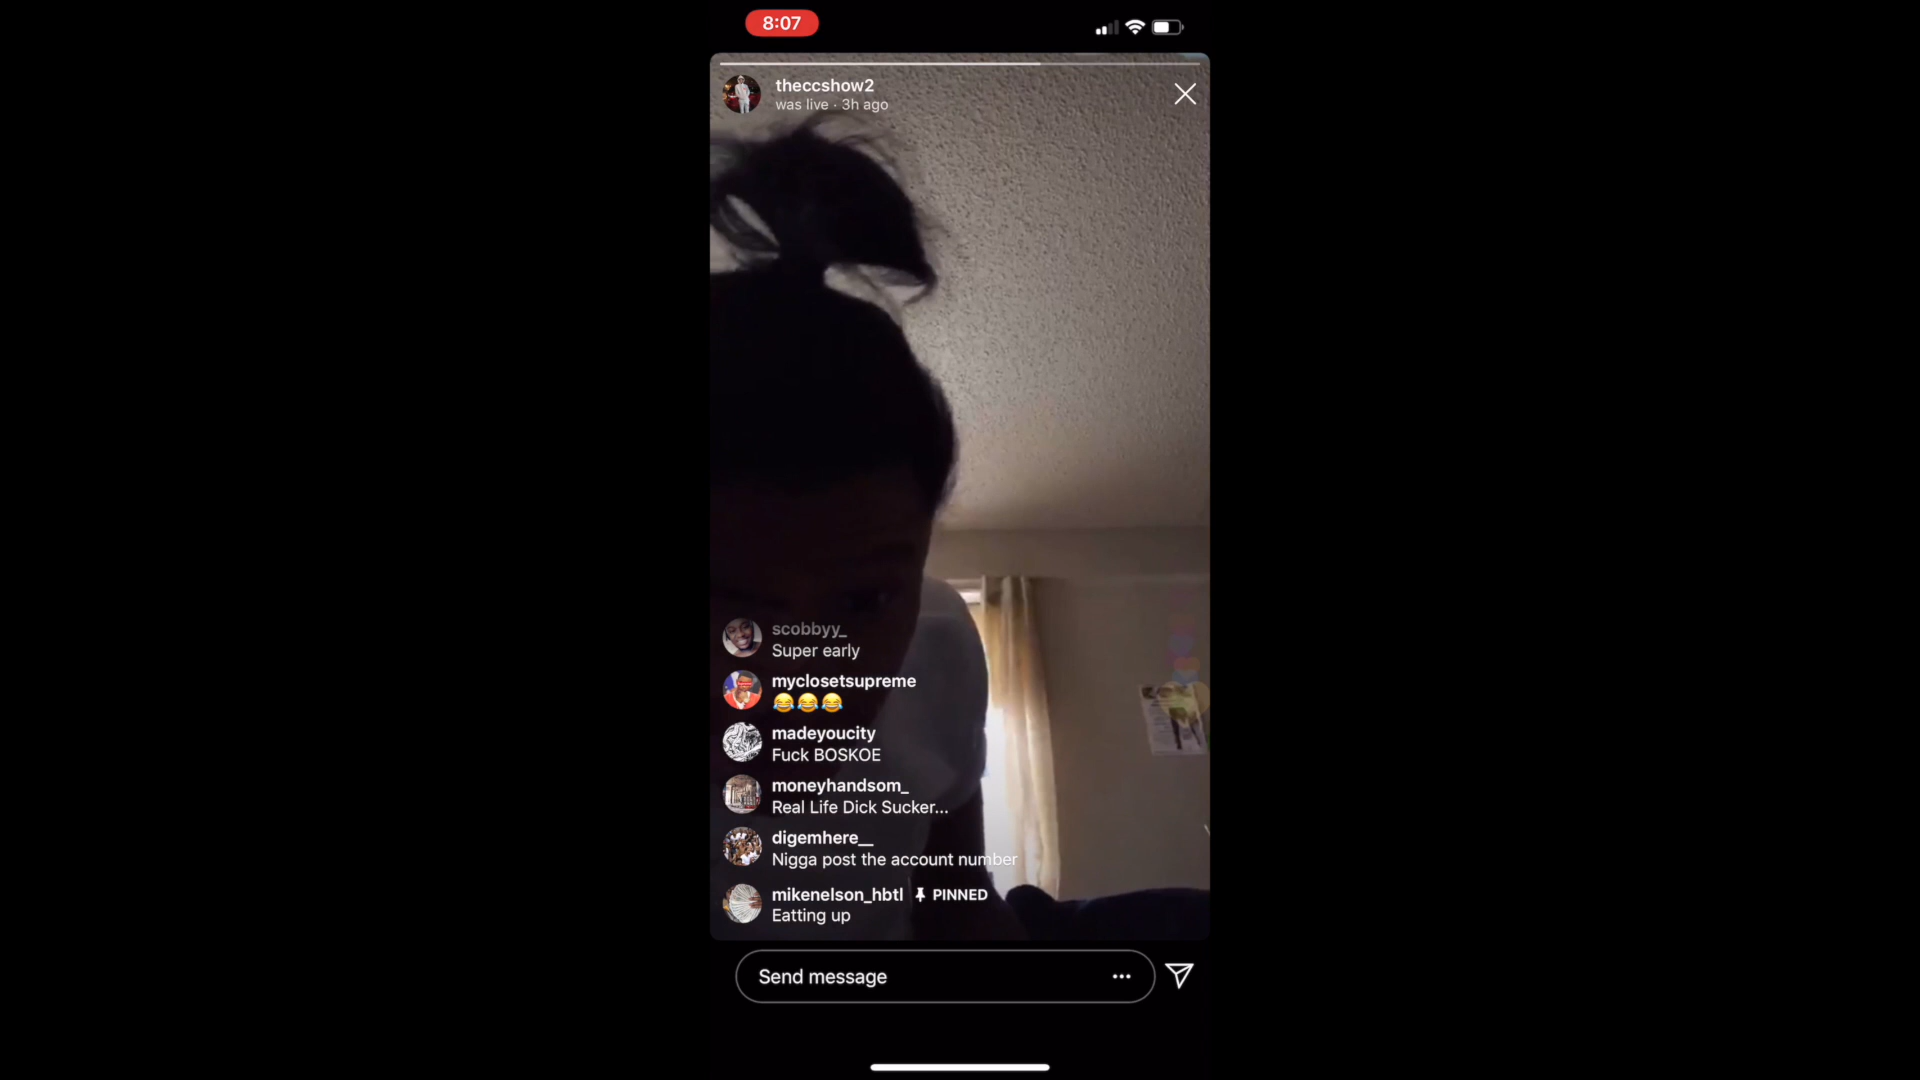 8:07
theccshow2
was live · 3h ago
scobbyy_
Super early
myclosetsupreme
😂😂😂
madeyoucity
Fuck BOSKOE
moneyhandsom_
Real Life Dick Sucker...
digemhere__
Nigga post the account number
mikenelson_hbtl PINNED
Eatting up
Send message